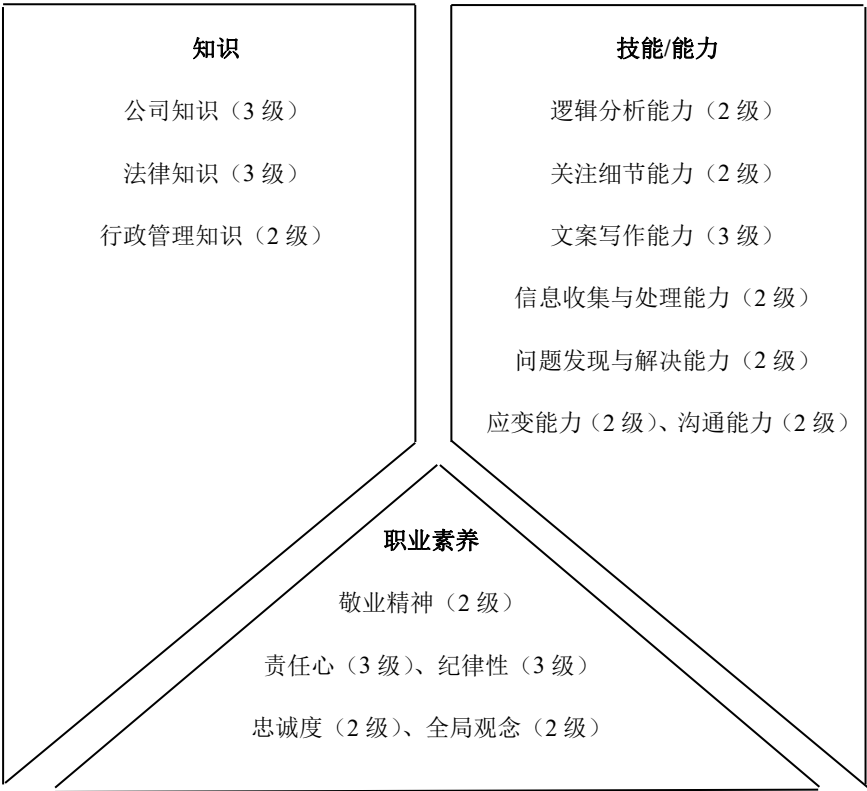 知识
公司知识（3 级）
法律知识（3 级）
行政管理知识（2 级）
技能/能力
逻辑分析能力（2 级）
关注细节能力（2 级）
文案写作能力（3 级）
信息收集与处理能力（2 级）
问题发现与解决能力（2 级）
应变能力（2 级）、沟通能力（2 级）
职业素养
敬业精神（2 级）
责任心（3 级）、纪律性（3 级）
忠诚度（2 级）、全局观念（2 级）